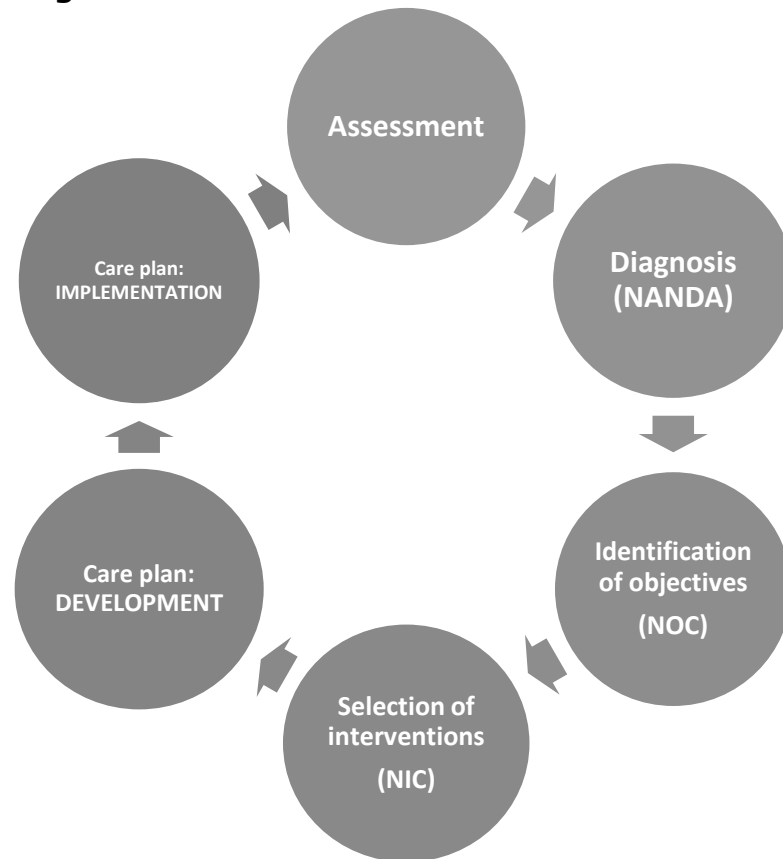 Assessment
Diagnosis
(NANDA)
Identification
of objectives
(NOC)
Selection of
interventions
(NIC)
Care plan:
DEVELOPMENT
Care plan:
IMPLEMENTATION